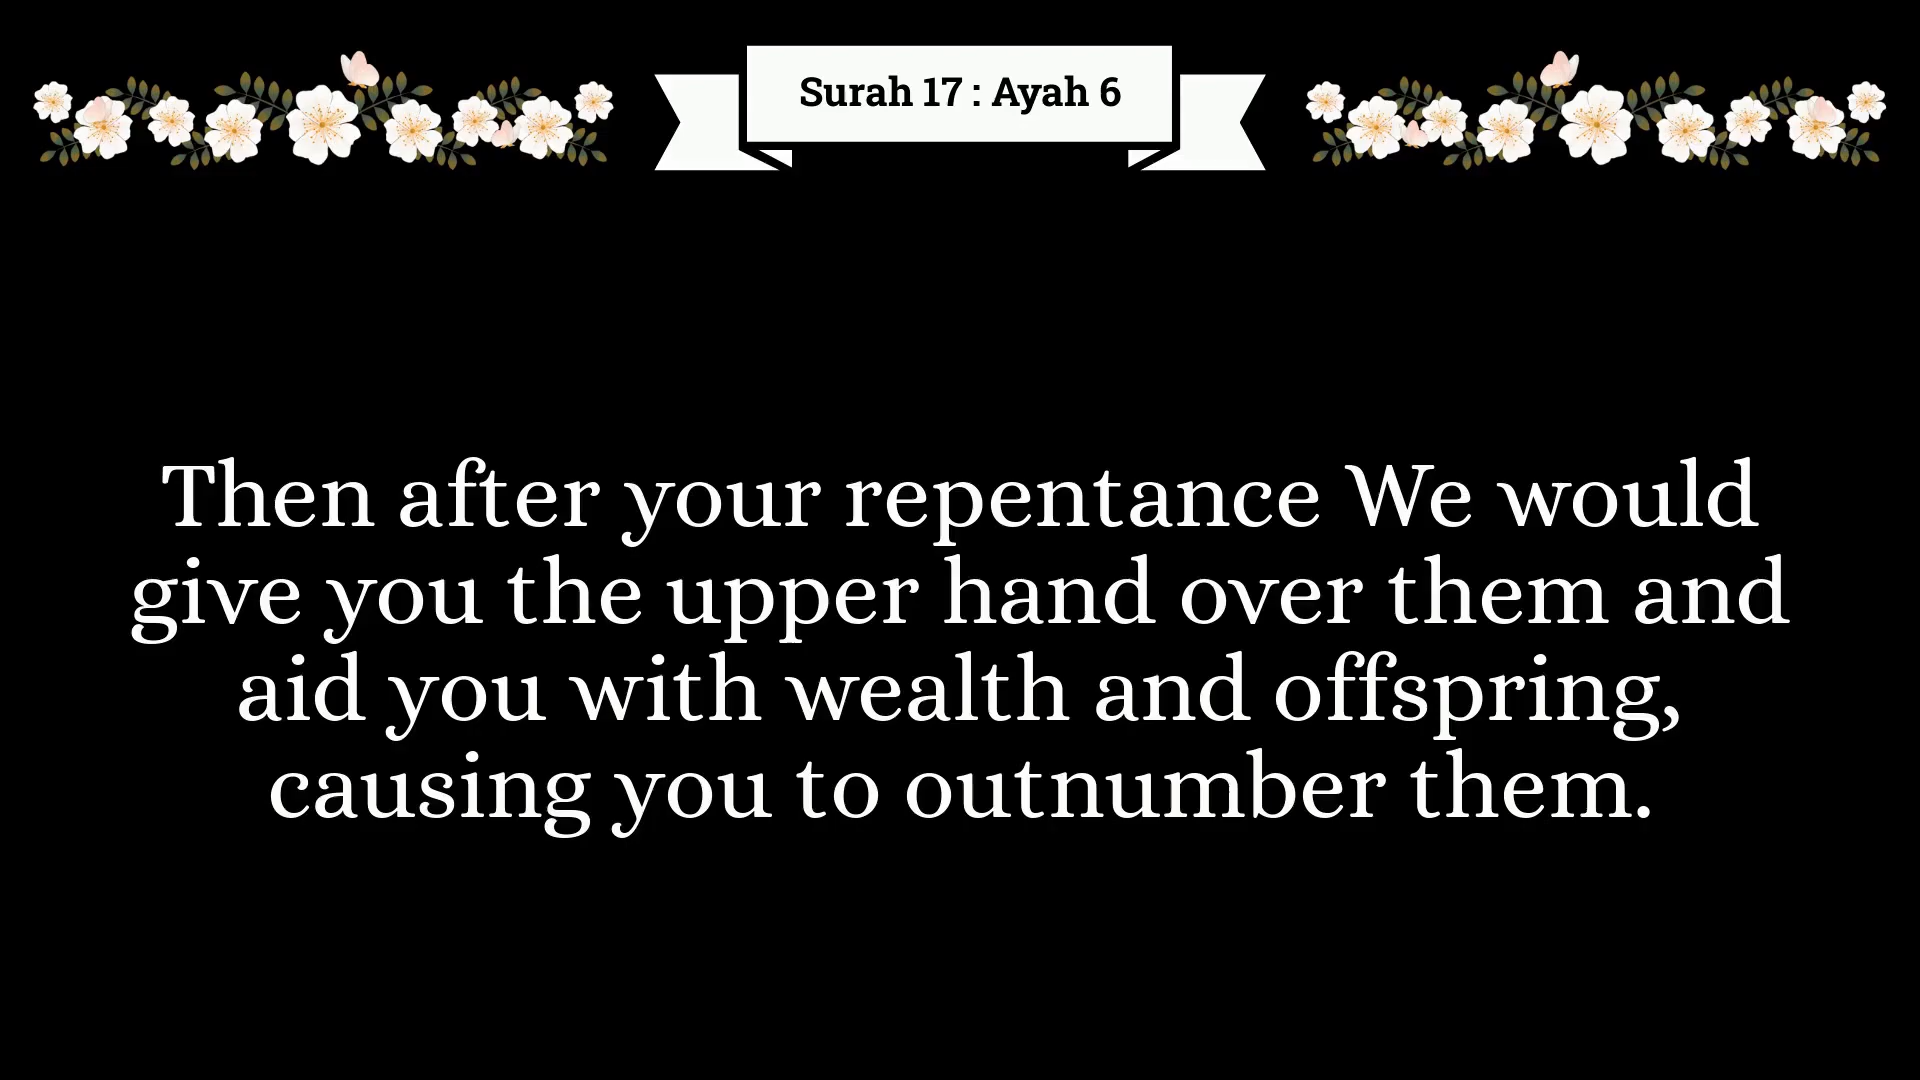 Surah 17 : Ayah 6
Then after your repentance We would
give you the upper hand over them and
aid you with wealth and offspring,
causing you to outnumber them.